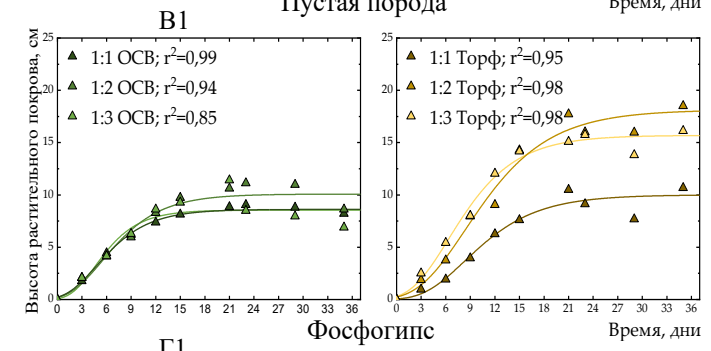 Пустая порода
Время, дни
В1
Высота растительного покрова, см
25
20
15
10
5
0
1:1 ОСВ; r²=0,99
1:2 ОСВ; r²=0,94
1:3 ОСВ; r²=0,85
0 3 6 9 12 15 18 21 24 27 30 33 36
25
20
15
10
5
0
1:1 Торф; r²=0,95
1:2 Торф; r²=0,98
1:3 Торф; r²=0,98
0 3 6 9 12 15 18 21 24 27 30 33 36
Фосфогипс
Время, дни
Г1